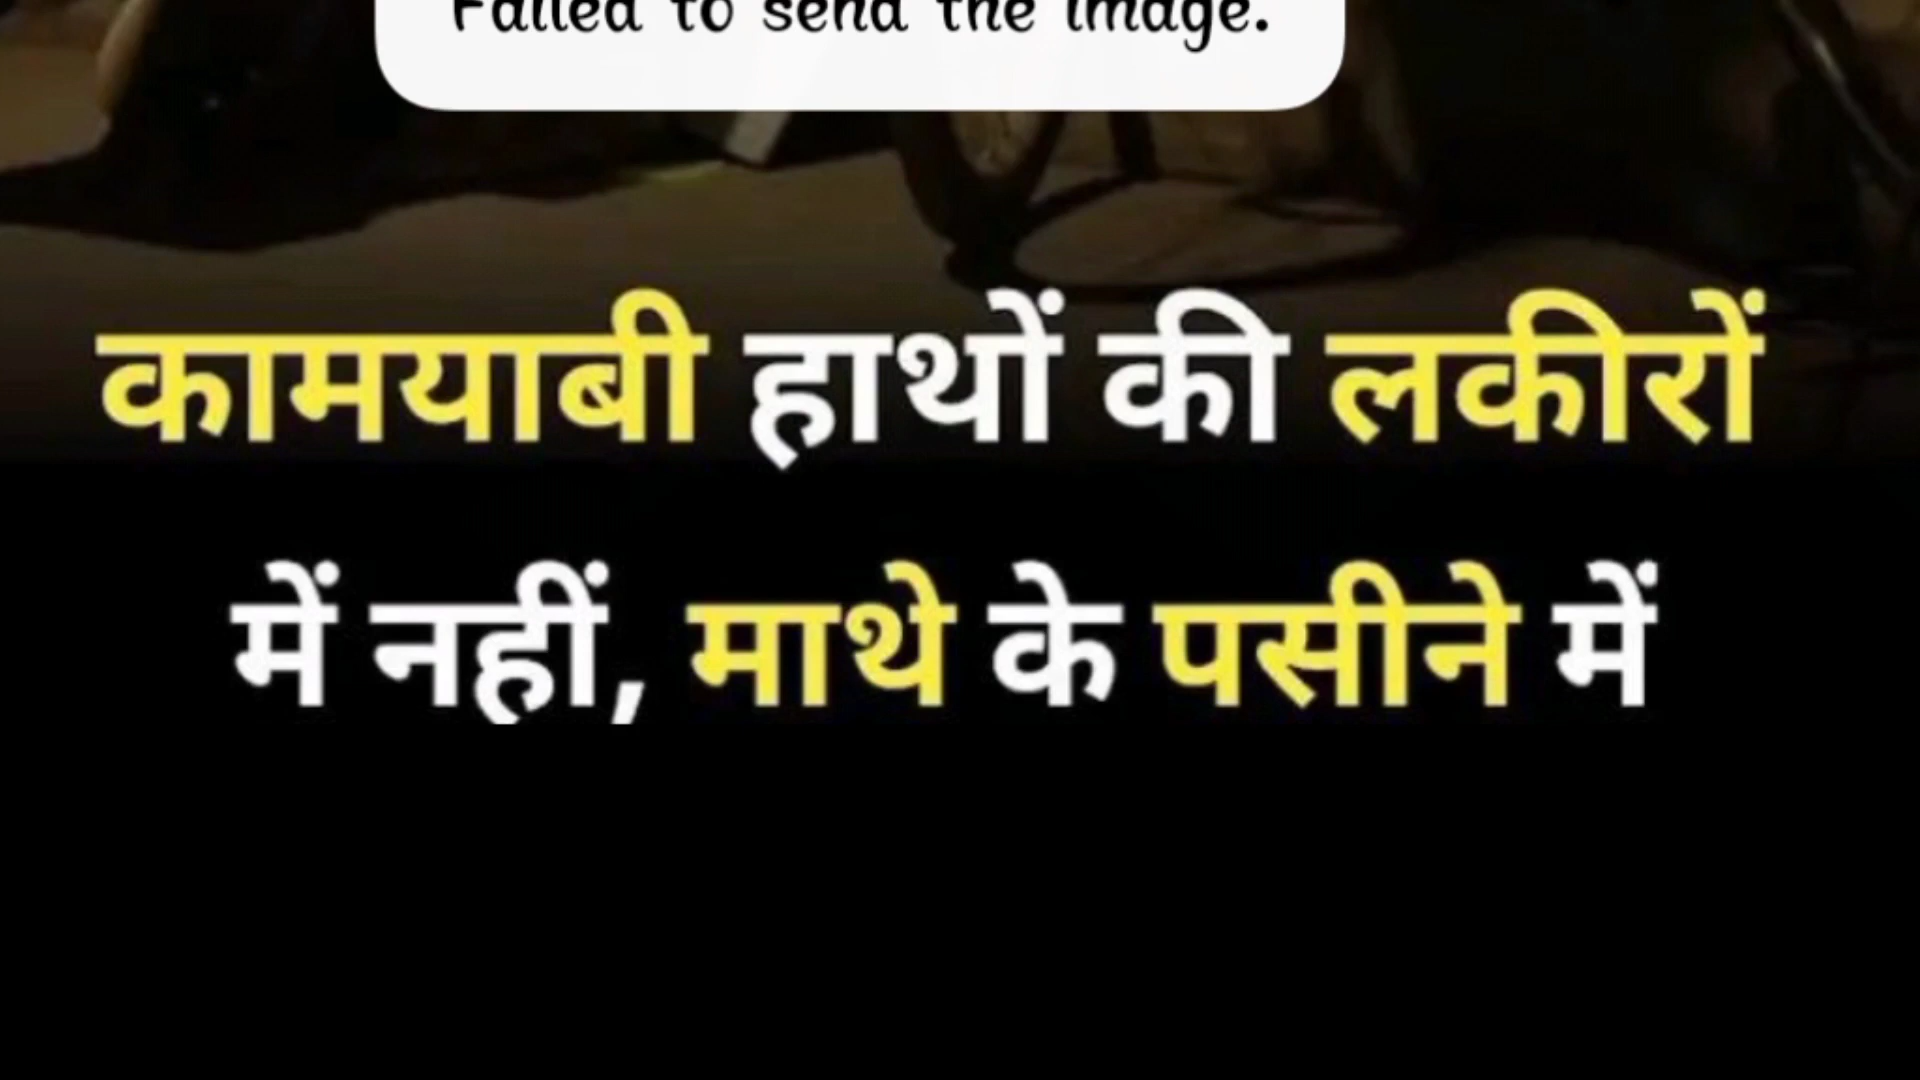 Failed to send the image.
कामयाबी हाथों की लकीरों
में नहीं, माथे के पसीने में